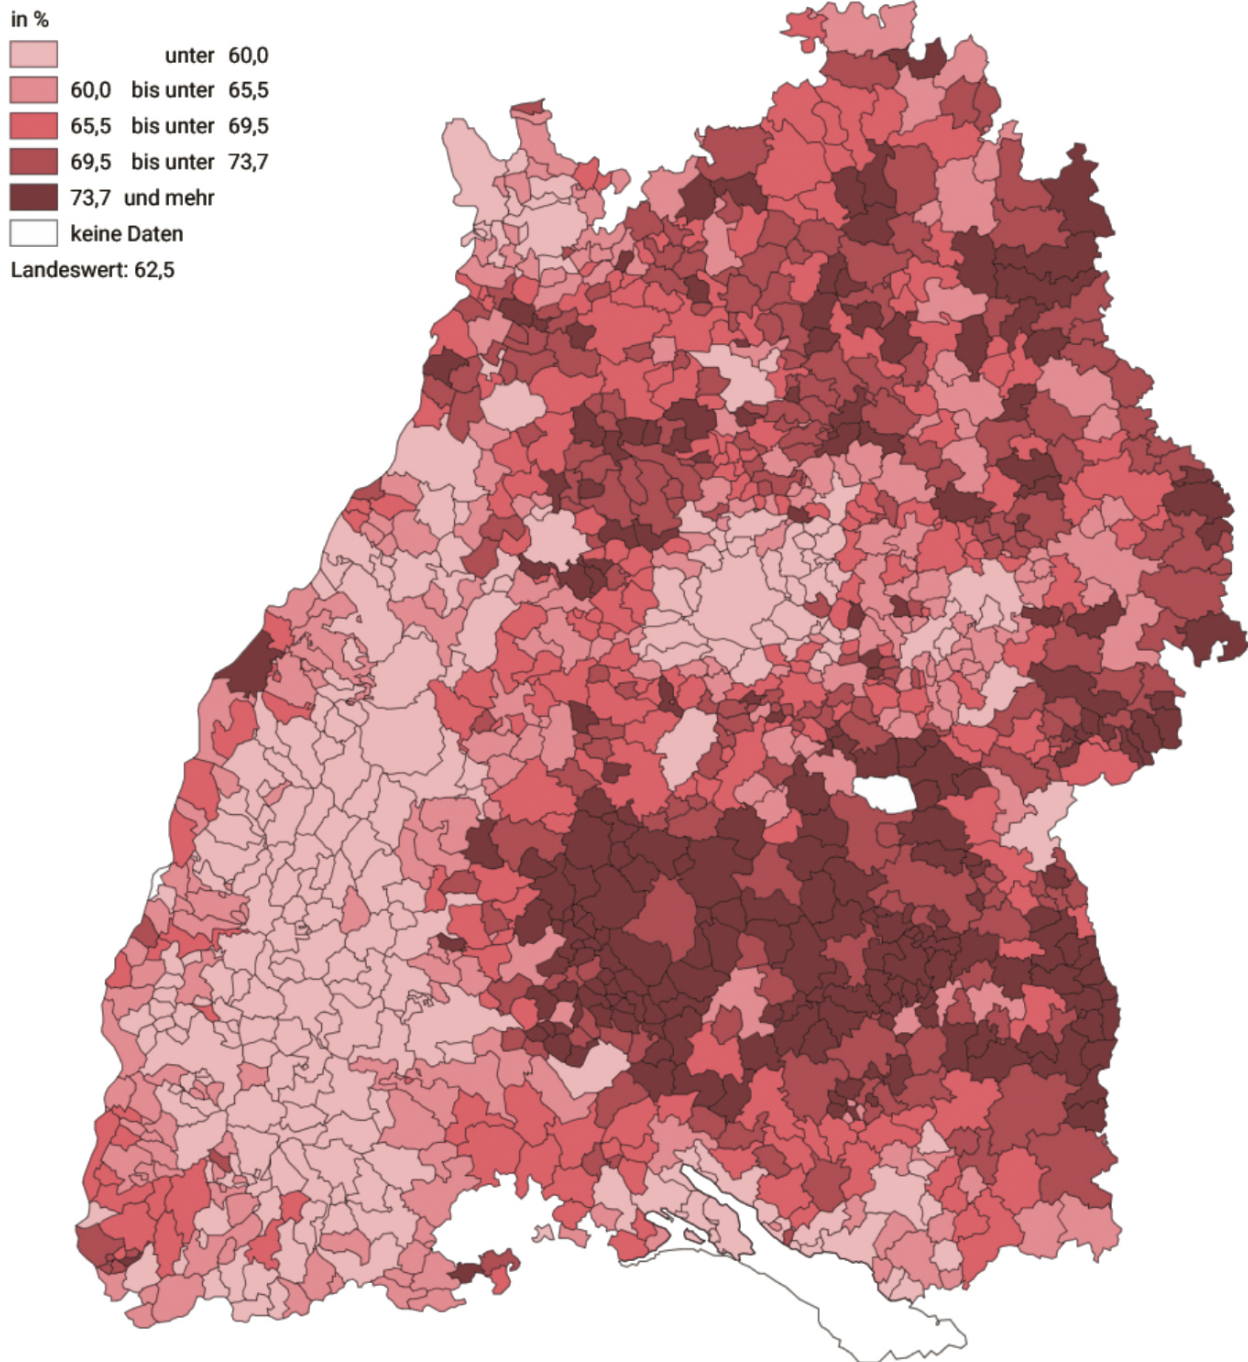 in %
unter 60,0
60,0 bis unter 65,5
65,5 bis unter 69,5
69,5 bis unter 73,7
73,7 und mehr
keine Daten
Landeswert: 62,5